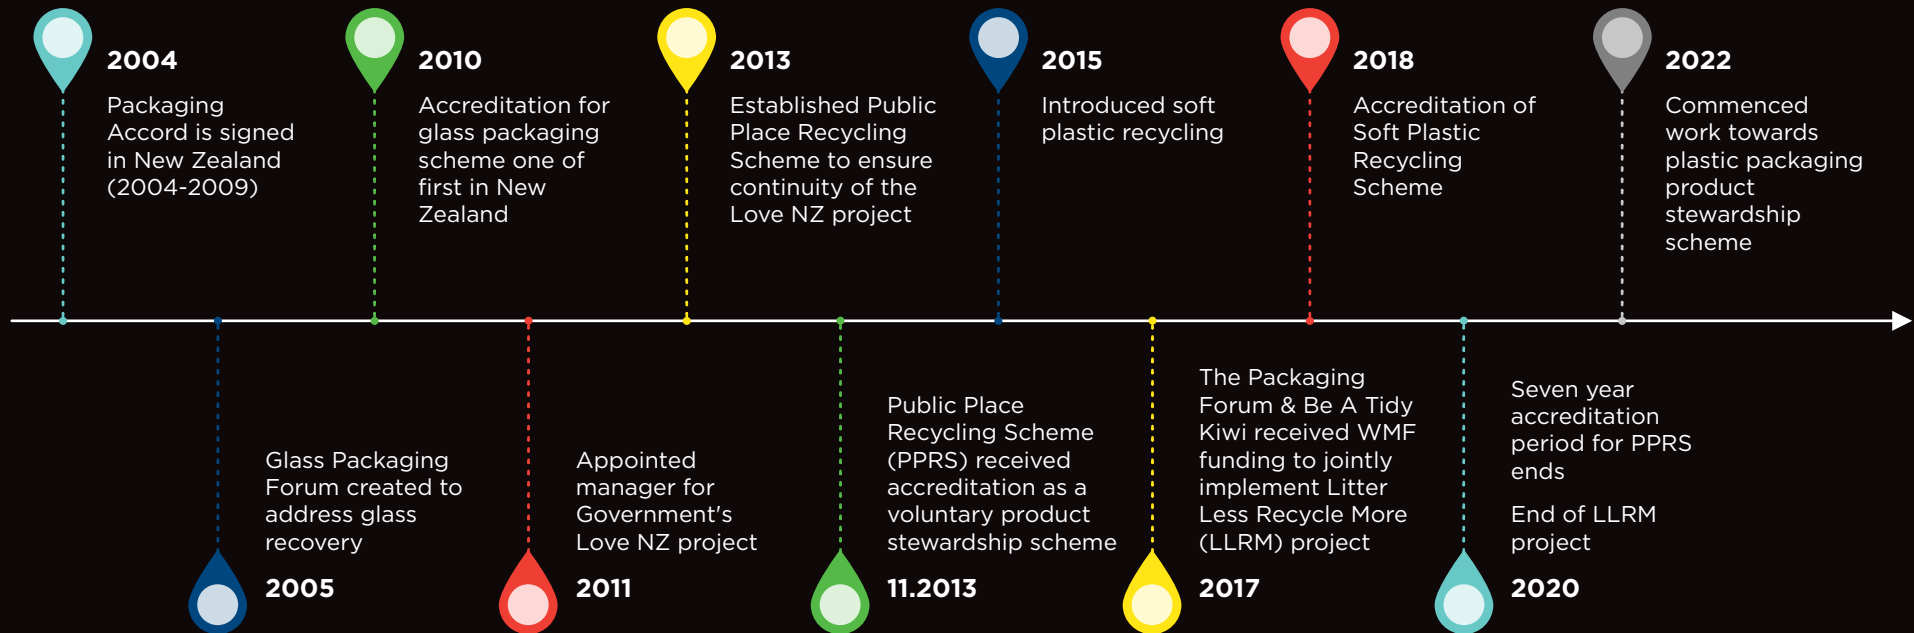 2004
Packaging
Accord is signed
in New Zealand
(2004-2009)
2005
Glass Packaging
Forum created to
address glass
recovery
2010
Accreditation for
glass packaging
scheme one of
first in New
Zealand
2011
Appointed
manager for
Government's
Love NZ project
2013
Established Public
Place Recycling
Scheme to ensure
continuity of the
Love NZ project
11.2013
Public Place
Recycling Scheme
(PPRS) received
accreditation as a
voluntary product
stewardship scheme
2015
Introduced soft
plastic recycling
2017
The Packaging
Forum & Be A Tidy
Kiwi received WMF
funding to jointly
implement Litter
Less Recycle More
(LLRM) project
2018
Accreditation of
Soft Plastic
Recycling
Scheme
2020
Seven year
accreditation
period for PPRS
ends
End of LLRM
project
2022
Commenced
work towards
plastic packaging
product
stewardship
scheme